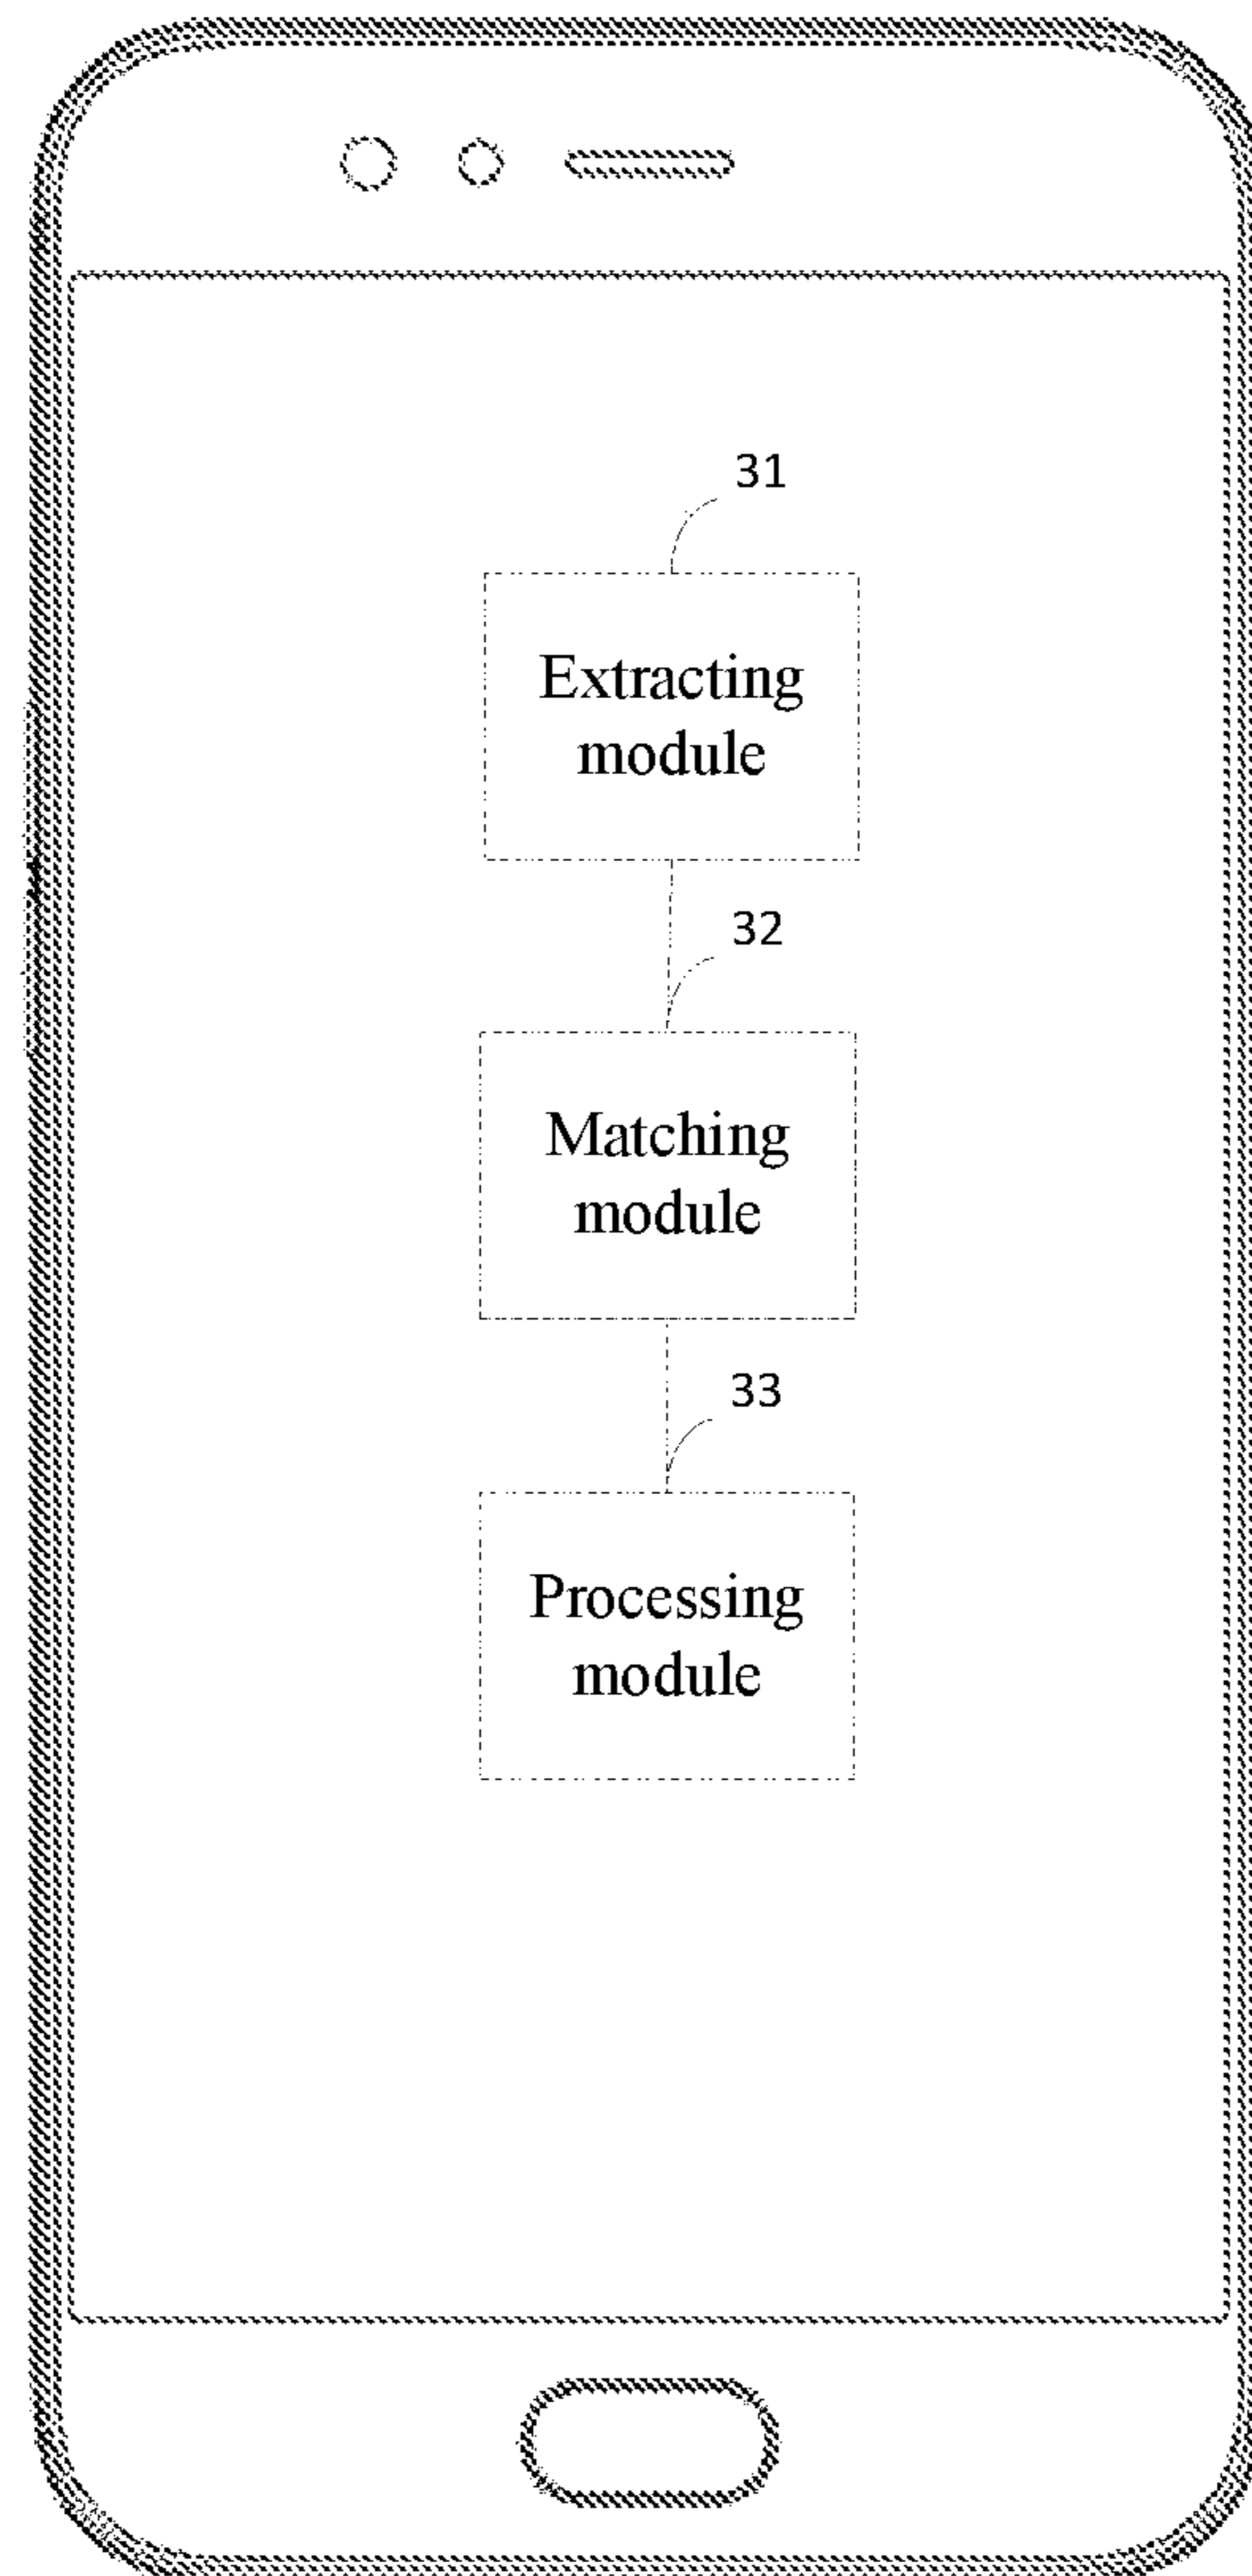 31
Extracting
module
32
Matching
module
33
Processing
module